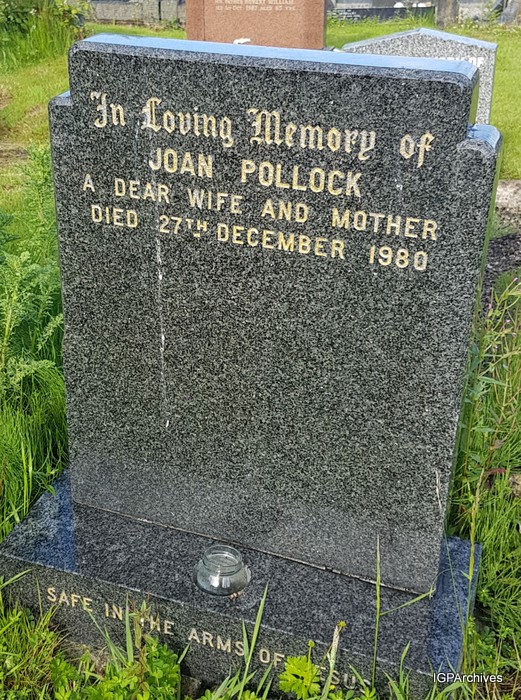 In Loving Memory of
JOAN POLLOCK
A DEAR WIFE AND MOTHER
DIED 27TH DECEMBER 1980
SAFE IN THE ARMS OF
IGPArchives